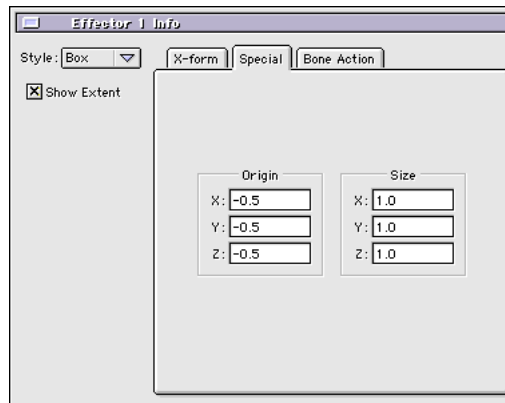 Effector 1 Info
Style: Box
X-form Special Bone Action
Show Extent
Origin Size
X: -0.5 X: 1.0
Y: -0.5 Y: 1.0
Z: -0.5 Z: 1.0